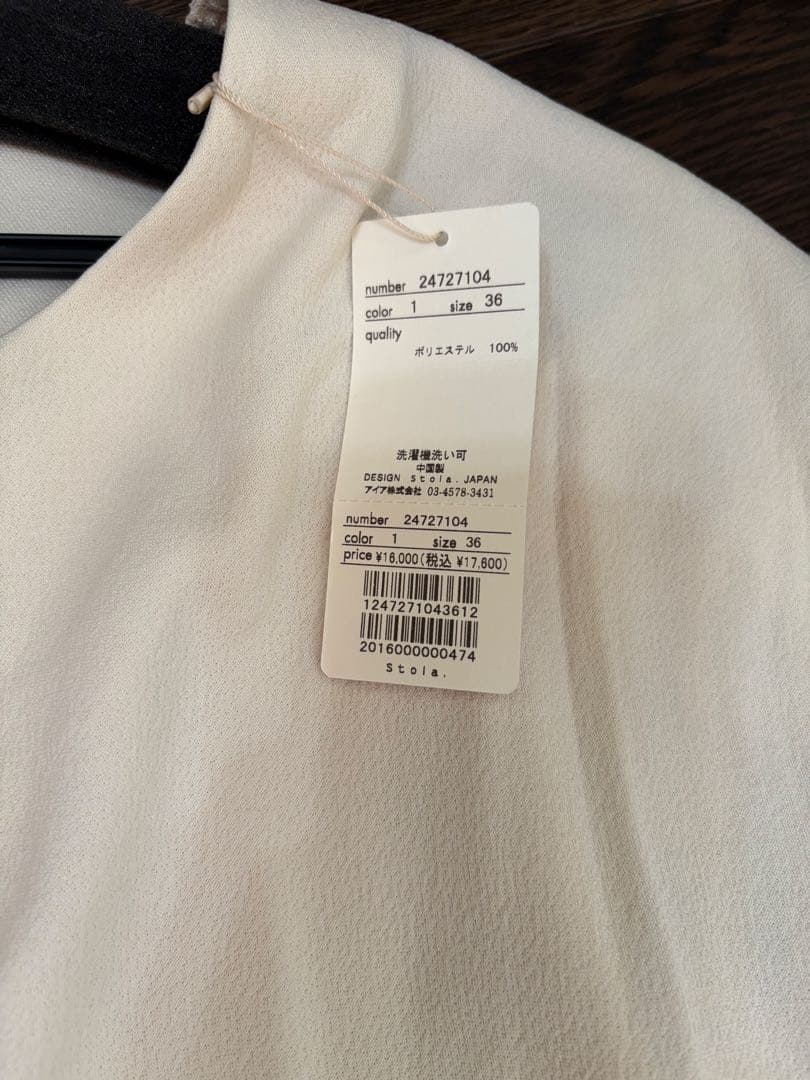 number 24727104
color 1 size 36
quality
ポリエステル 100%
洗濯機洗い可
中国製
DESIGN Stola. JAPAN
アイア株式会社 03-4578-3431
number 24727104
color 1 size 36
price ¥16,000(税込 ¥17,600)
1247271043612
2016000000474
Stola.